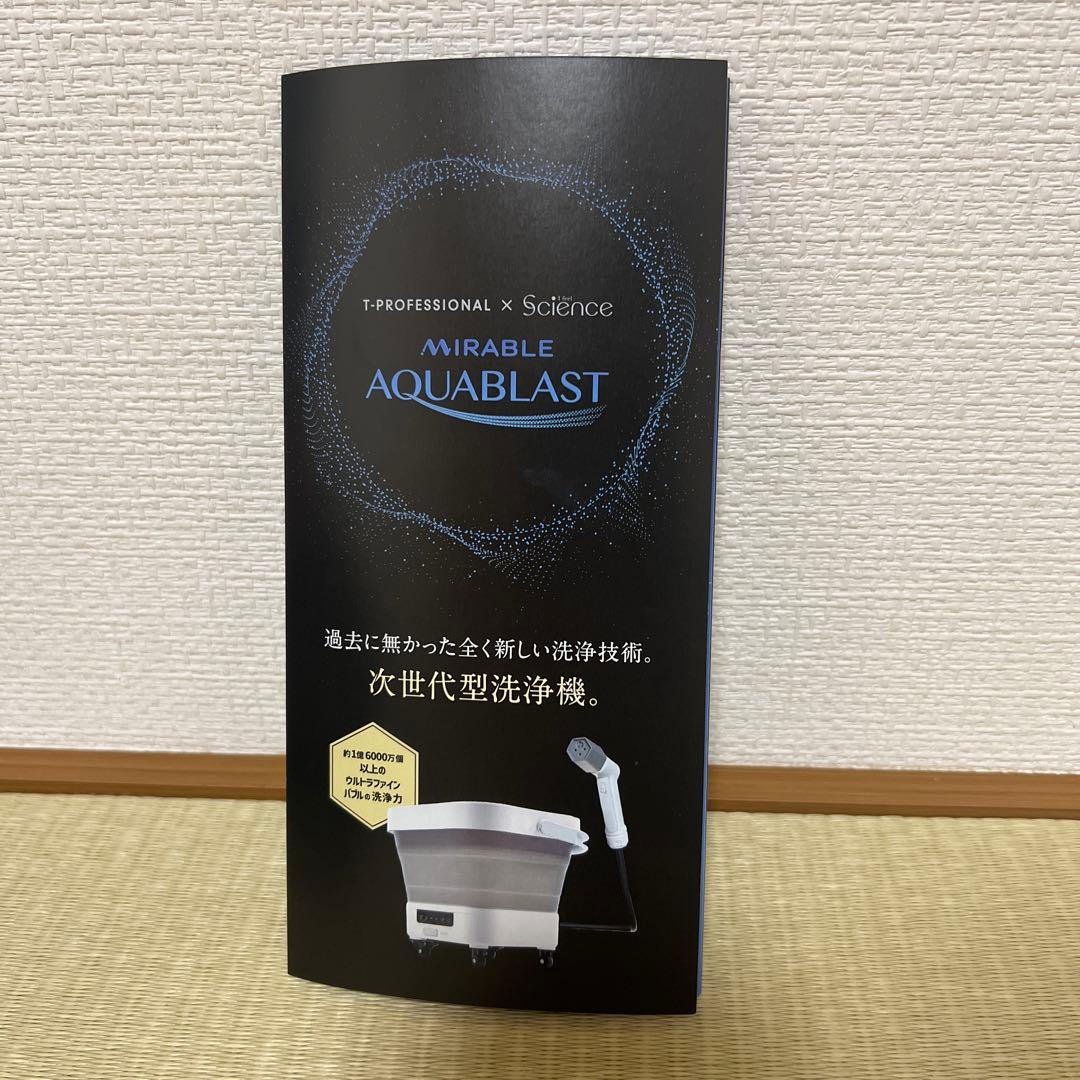 T-PROFESSIONAL × Science
I feel
MIRABLE
AQUABLAST
過去に無かった全く新しい洗浄技術。
次世代型洗浄機。
約1億6000万個
以上の
ウルトラファイン
バブルの洗浄力